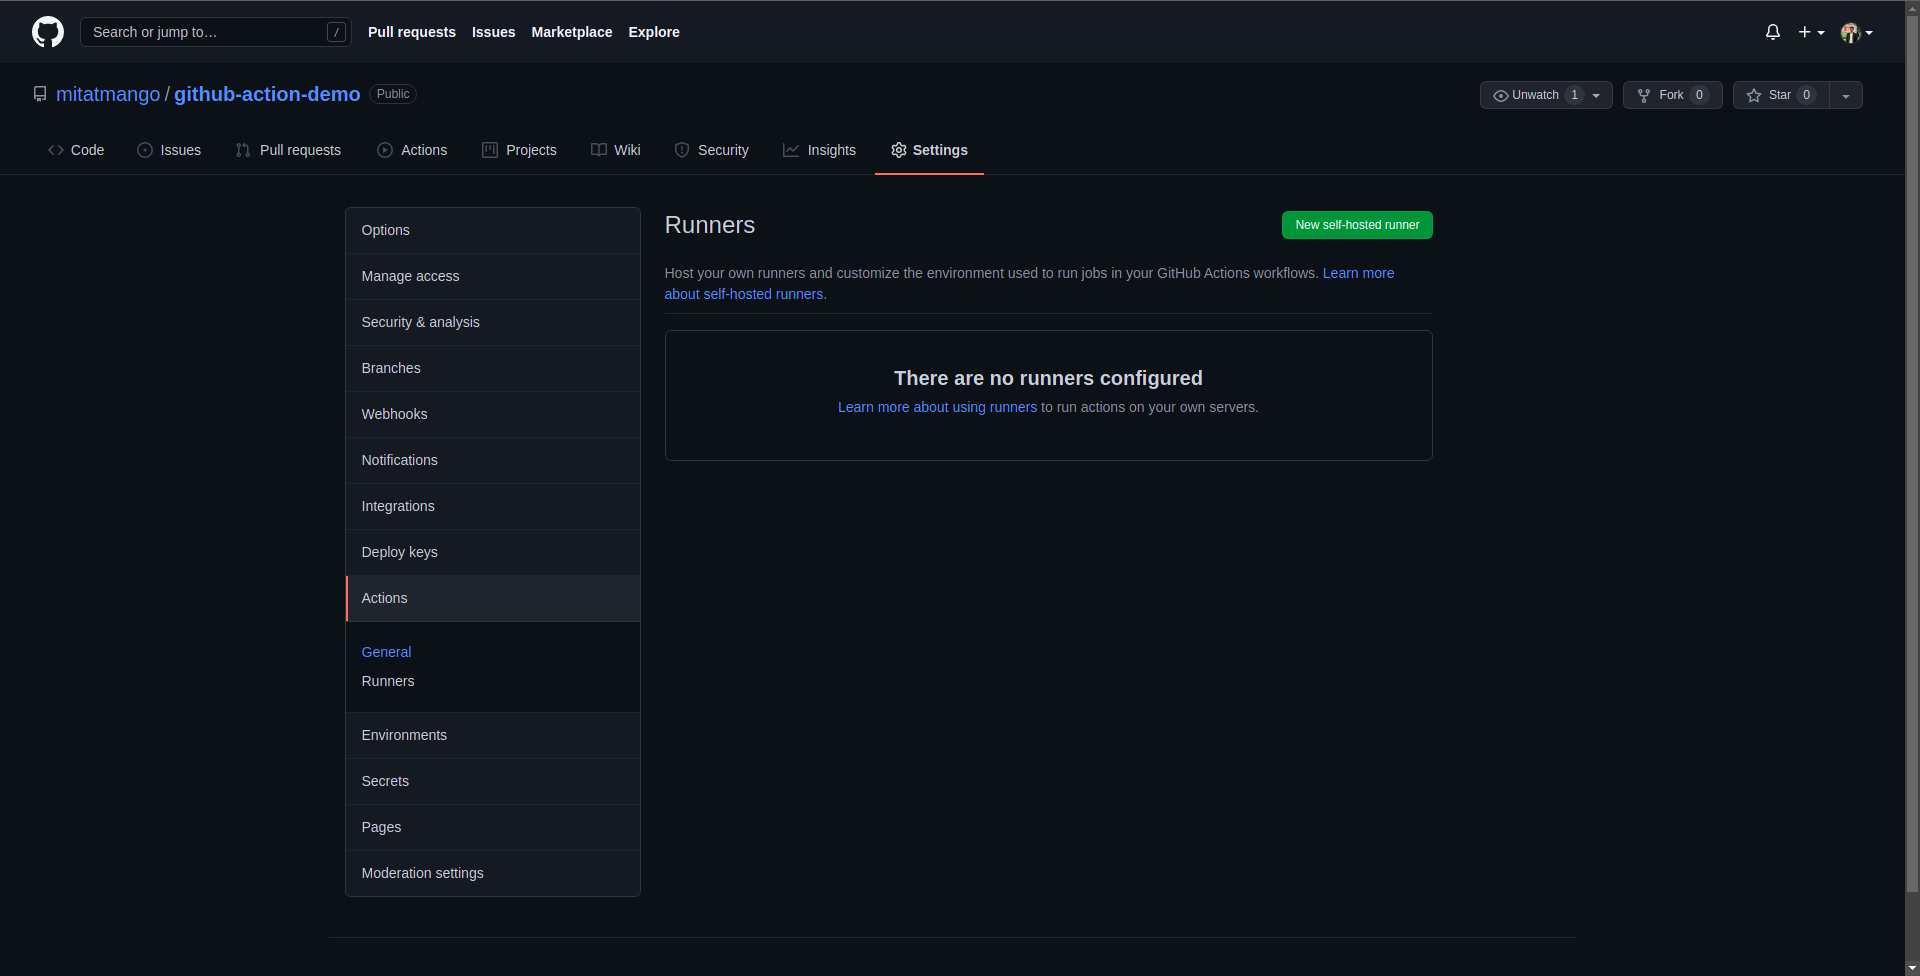 Search or jump to…
/
Pull requests
Issues
Marketplace
Explore
mitatmango / github-action-demo
Public
Unwatch 1
Fork 0
Star 0
Code
Issues
Pull requests
Actions
Projects
Wiki
Security
Insights
Settings
Options
Manage access
Security & analysis
Branches
Webhooks
Notifications
Integrations
Deploy keys
Actions
General
Runners
Environments
Secrets
Pages
Moderation settings
Runners
New self-hosted runner
Host your own runners and customize the environment used to run jobs in your GitHub Actions workflows. Learn more
about self-hosted runners.
There are no runners configured
Learn more about using runners to run actions on your own servers.